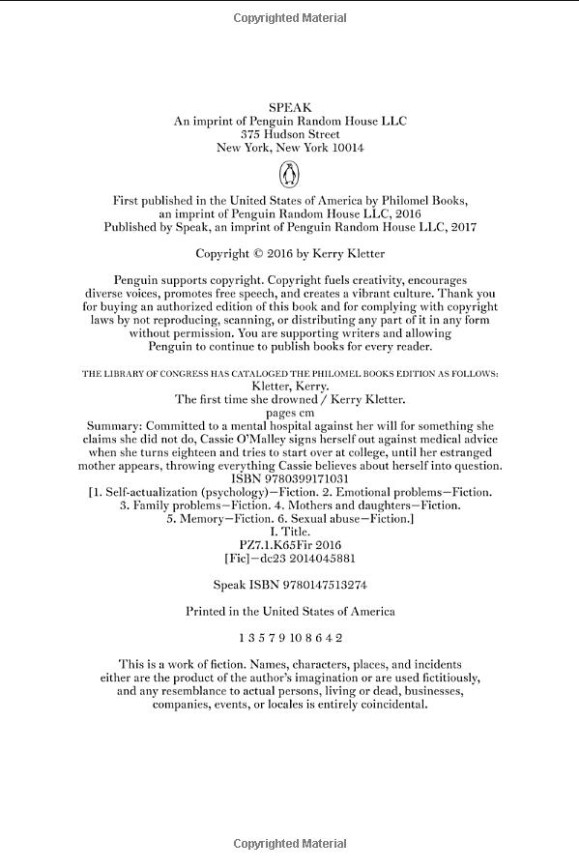 Copyrighted Material
SPEAK
An imprint of Penguin Random House LLC
375 Hudson Street
New York, New York 10014
First published in the United States of America by Philomel Books,
an imprint of Penguin Random House LLC, 2016
Published by Speak, an imprint of Penguin Random House LLC, 2017
Copyright © 2016 by Kerry Kletter
Penguin supports copyright. Copyright fuels creativity, encourages
diverse voices, promotes free speech, and creates a vibrant culture. Thank you
for buying an authorized edition of this book and for complying with copyright
laws by not reproducing, scanning, or distributing any part of it in any form
without permission. You are supporting writers and allowing
Penguin to continue to publish books for every reader.
THE LIBRARY OF CONGRESS HAS CATALOGED THE PHILOMEL BOOKS EDITION AS FOLLOWS:
Kletter, Kerry.
The first time she drowned / Kerry Kletter.
pages cm
Summary: Committed to a mental hospital against her will for something she
claims she did not do, Cassie O’Malley signs herself out against medical advice
when she turns eighteen and tries to start over at college, until her estranged
mother appears, throwing everything Cassie believes about herself into question.
ISBN 9780399171031
[1. Self-actualization (psychology)—Fiction. 2. Emotional problems—Fiction.
3. Family problems—Fiction. 4. Mothers and daughters—Fiction.
5. Memory—Fiction. 6. Sexual abuse—Fiction.]
I. Title.
PZ7.1.K65Fir 2016
[Fic]—dc23 2014045881
Speak ISBN 9780147513274
Printed in the United States of America
1 3 5 7 9 10 8 6 4 2
This is a work of fiction. Names, characters, places, and incidents
either are the product of the author’s imagination or are used fictitiously,
and any resemblance to actual persons, living or dead, businesses,
companies, events, or locales is entirely coincidental.
Copyrighted Material